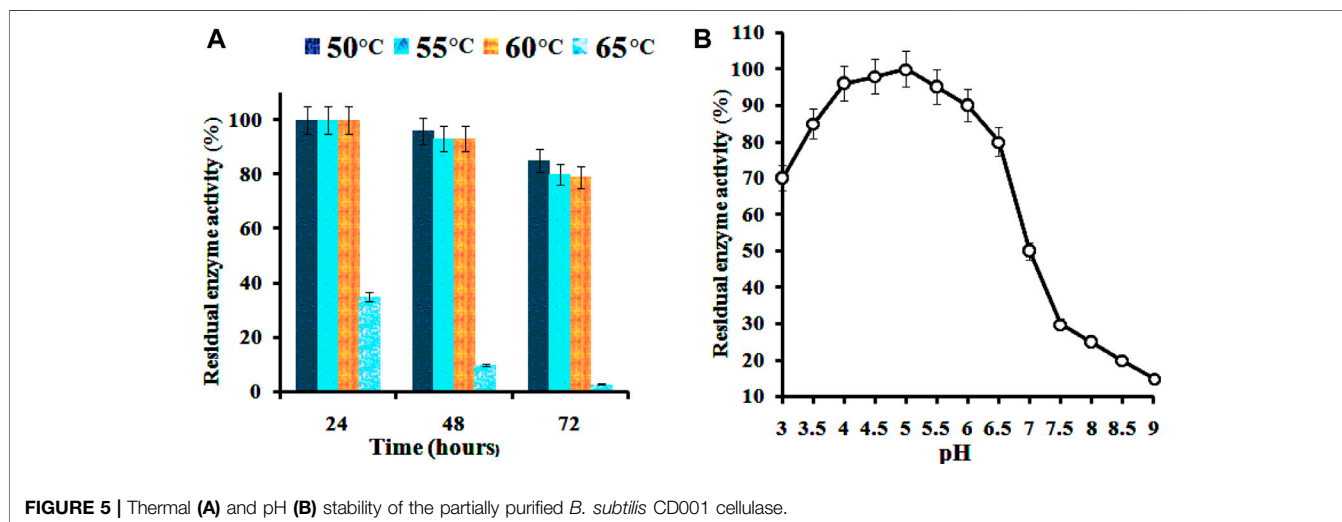 A
50°C 55°C 60°C 65°C
Residual enzyme activity (%)
100
80
60
40
20
0
24 48 72
Time (hours)
B
Residual enzyme activity (%)
110
100
90
80
70
60
50
40
30
20
10
3 3.5 4 4.5 5 5.5 6 6.5 7 7.5 8 8.5 9
pH
FIGURE 5 | Thermal (A) and pH (B) stability of the partially purified B. subtilis CD001 cellulase.